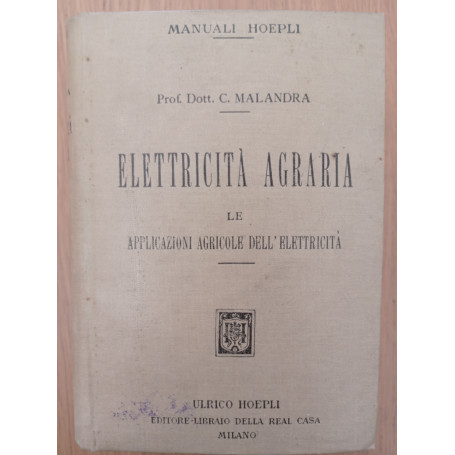 MANUALI HOEPLI
Prof. Dott. C. MALANDRA
ELETTRICITÀ AGRARIA
LE
APPLICAZIONI AGRICOLE DELL'ELETTRICITÀ
ULRICO HOEPLI
EDITORE-LIBRAIO DELLA REAL CASA
MILANO